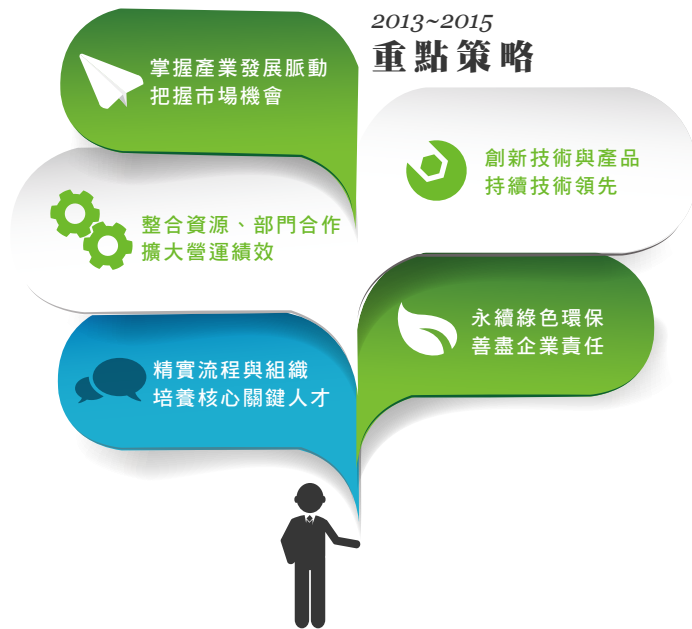 2013~2015
重點策略
掌握產業發展脈動
把握市場機會
創新技術與產品
持續技術領先
整合資源、部門合作
擴大營運績效
永續綠色環保
善盡企業責任
精實流程與組織
培養核心關鍵人才